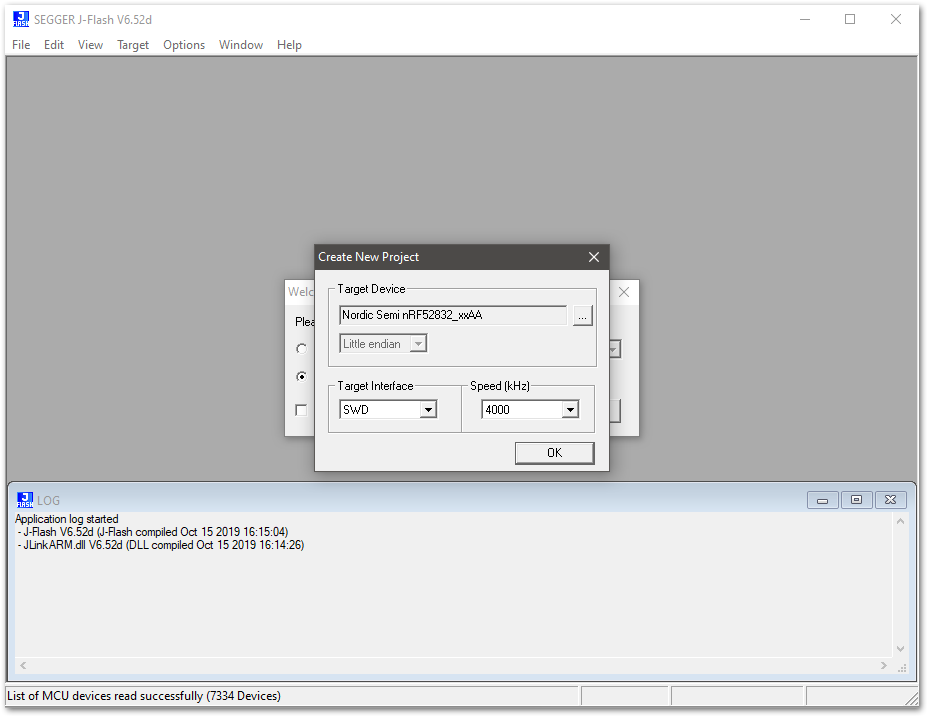 SEGGER J-Flash V6.52d
File Edit View Target Options Window Help
Create New Project
Target Device
Nordic Semi nRF52832_xxAA
...
Little endian
Target Interface
Speed (kHz)
SWD
4000
OK
LOG
Application log started
- J-Flash V6.52d (J-Flash compiled Oct 15 2019 16:15:04)
- JLinkARM.dll V6.52d (DLL compiled Oct 15 2019 16:14:26)
List of MCU devices read successfully (7334 Devices)